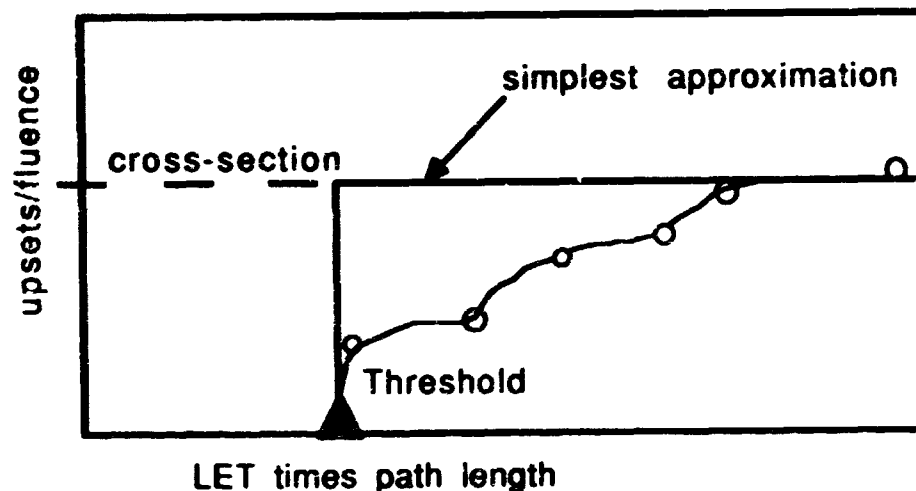 simplest approximation
cross-section
upsets/fluence
Threshold
LET times path length